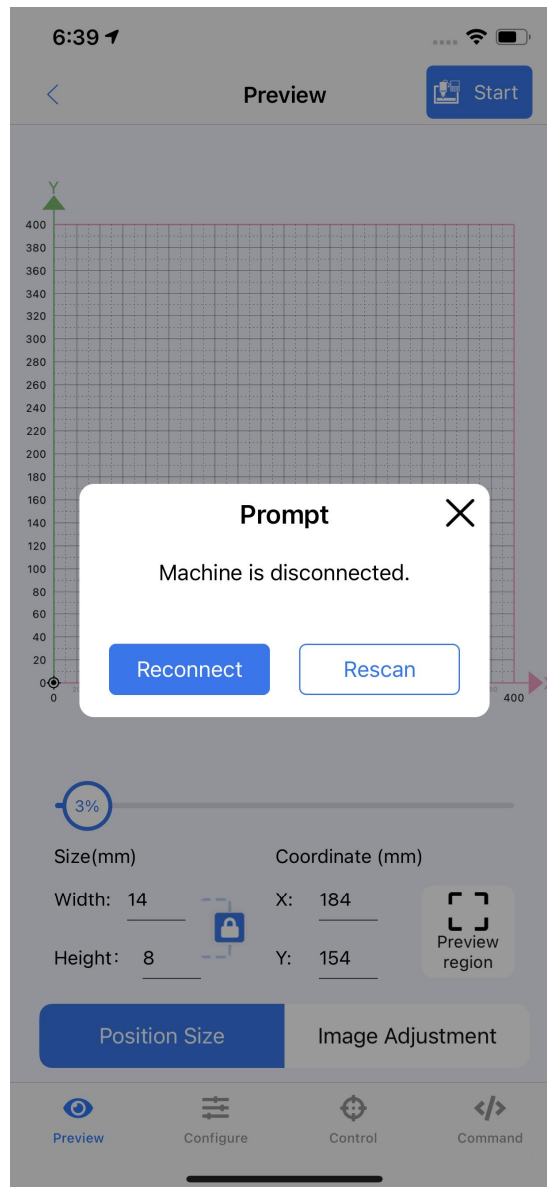 6:39
Preview
Start
Y
400
380
360
340
320
300
280
260
240
220
200
180
160
140
120
100
80
60
40
20
0
0
400
Prompt
Machine is disconnected.
Reconnect
Rescan
3%
Size(mm)
Coordinate (mm)
Width: 14
X: 184
Height: 8
Y: 154
Preview
region
Position Size
Image Adjustment
Preview
Configure
Control
Command